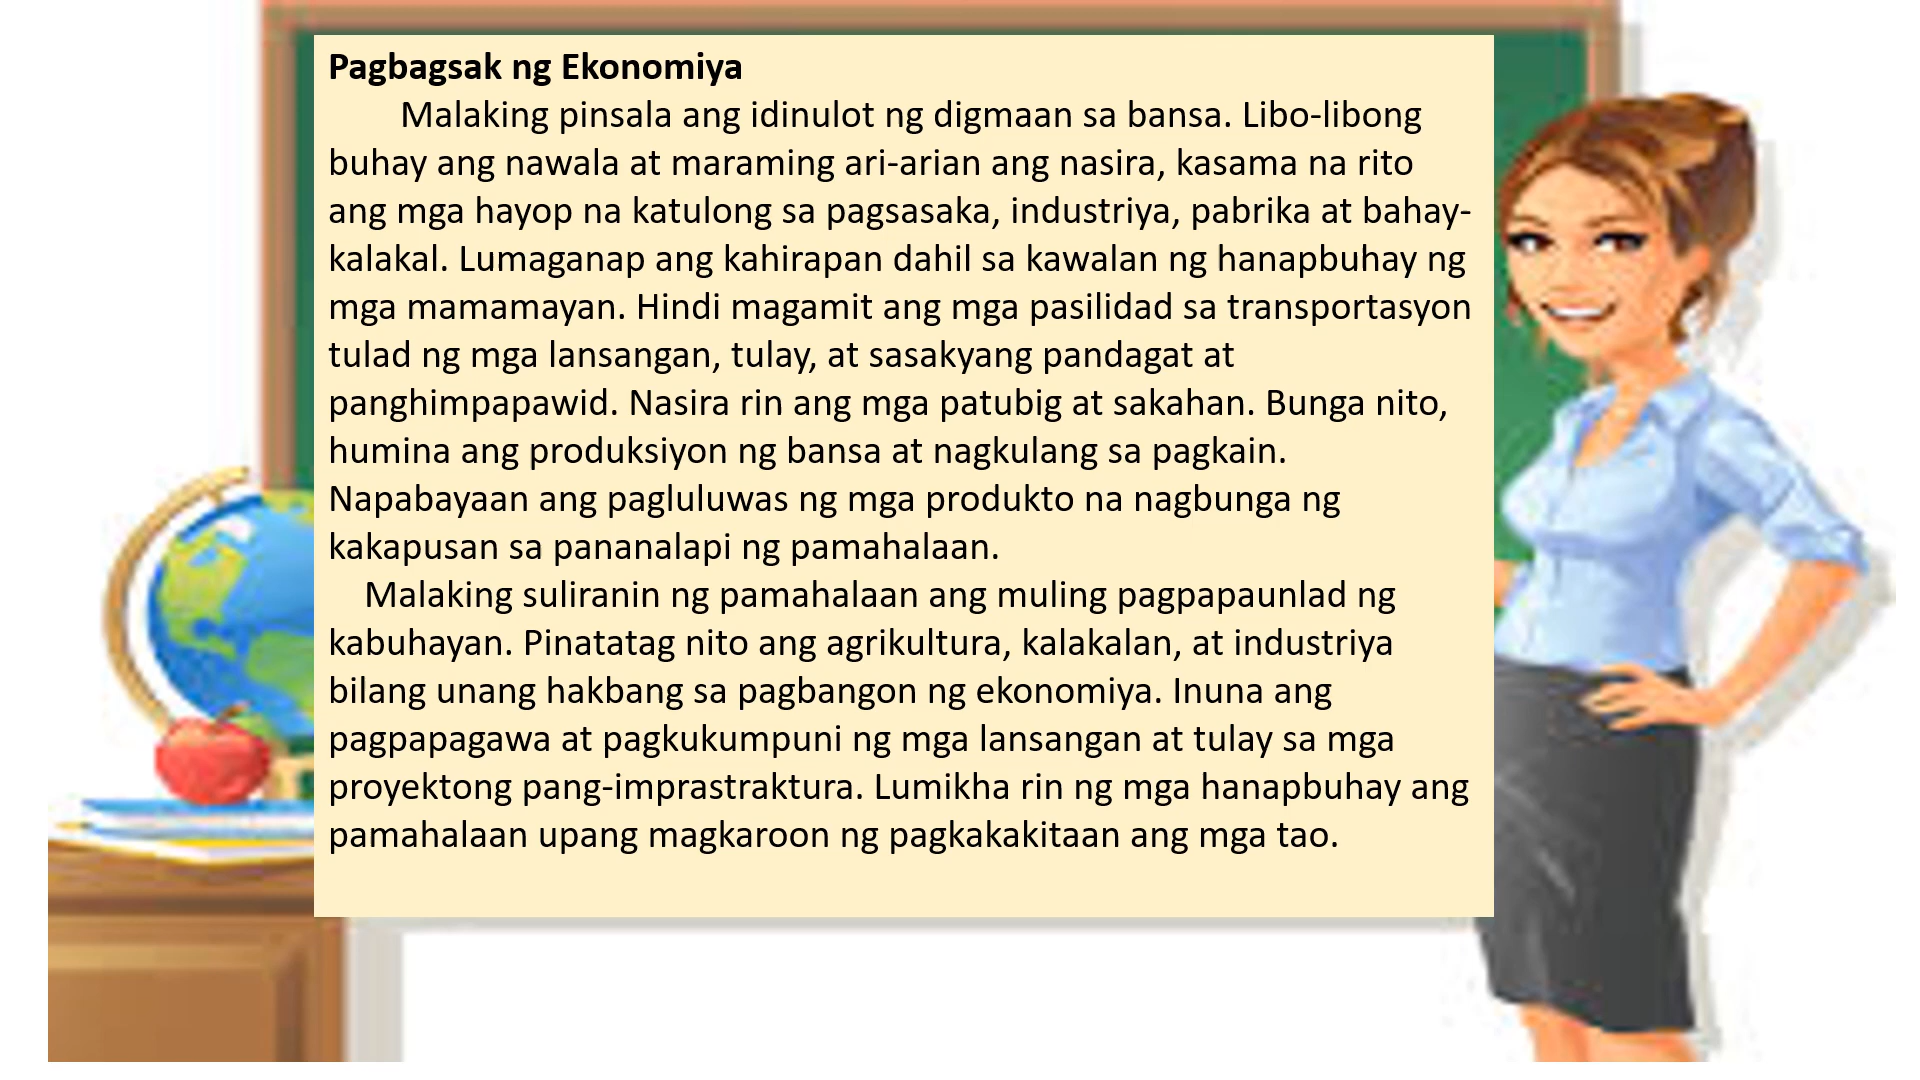 Pagbagsak ng Ekonomiya
Malaking pinsala ang idinulot ng digmaan sa bansa. Libo-libong
buhay ang nawala at maraming ari-arian ang nasira, kasama na rito
ang mga hayop na katulong sa pagsasaka, industriya, pabrika at bahay-
kalakal. Lumaganap ang kahirapan dahil sa kawalan ng hanapbuhay ng
mga mamamayan. Hindi magamit ang mga pasilidad sa transportasyon
tulad ng mga lansangan, tulay, at sasakyang pandagat at
panghimpapawid. Nasira rin ang mga patubig at sakahan. Bunga nito,
humina ang produksiyon ng bansa at nagkulang sa pagkain.
Napabayaan ang pagluluwas ng mga produkto na nagbunga ng
kakapusan sa pananalapi ng pamahalaan.
Malaking suliranin ng pamahalaan ang muling pagpapaunlad ng
kabuhayan. Pinatatag nito ang agrikultura, kalakalan, at industriya
bilang unang hakbang sa pagbangon ng ekonomiya. Inuna ang
pagpapagawa at pagkukumpuni ng mga lansangan at tulay sa mga
proyektong pang-imprastraktura. Lumikha rin ng mga hanapbuhay ang
pamahalaan upang magkaroon ng pagkakakitaan ang mga tao.